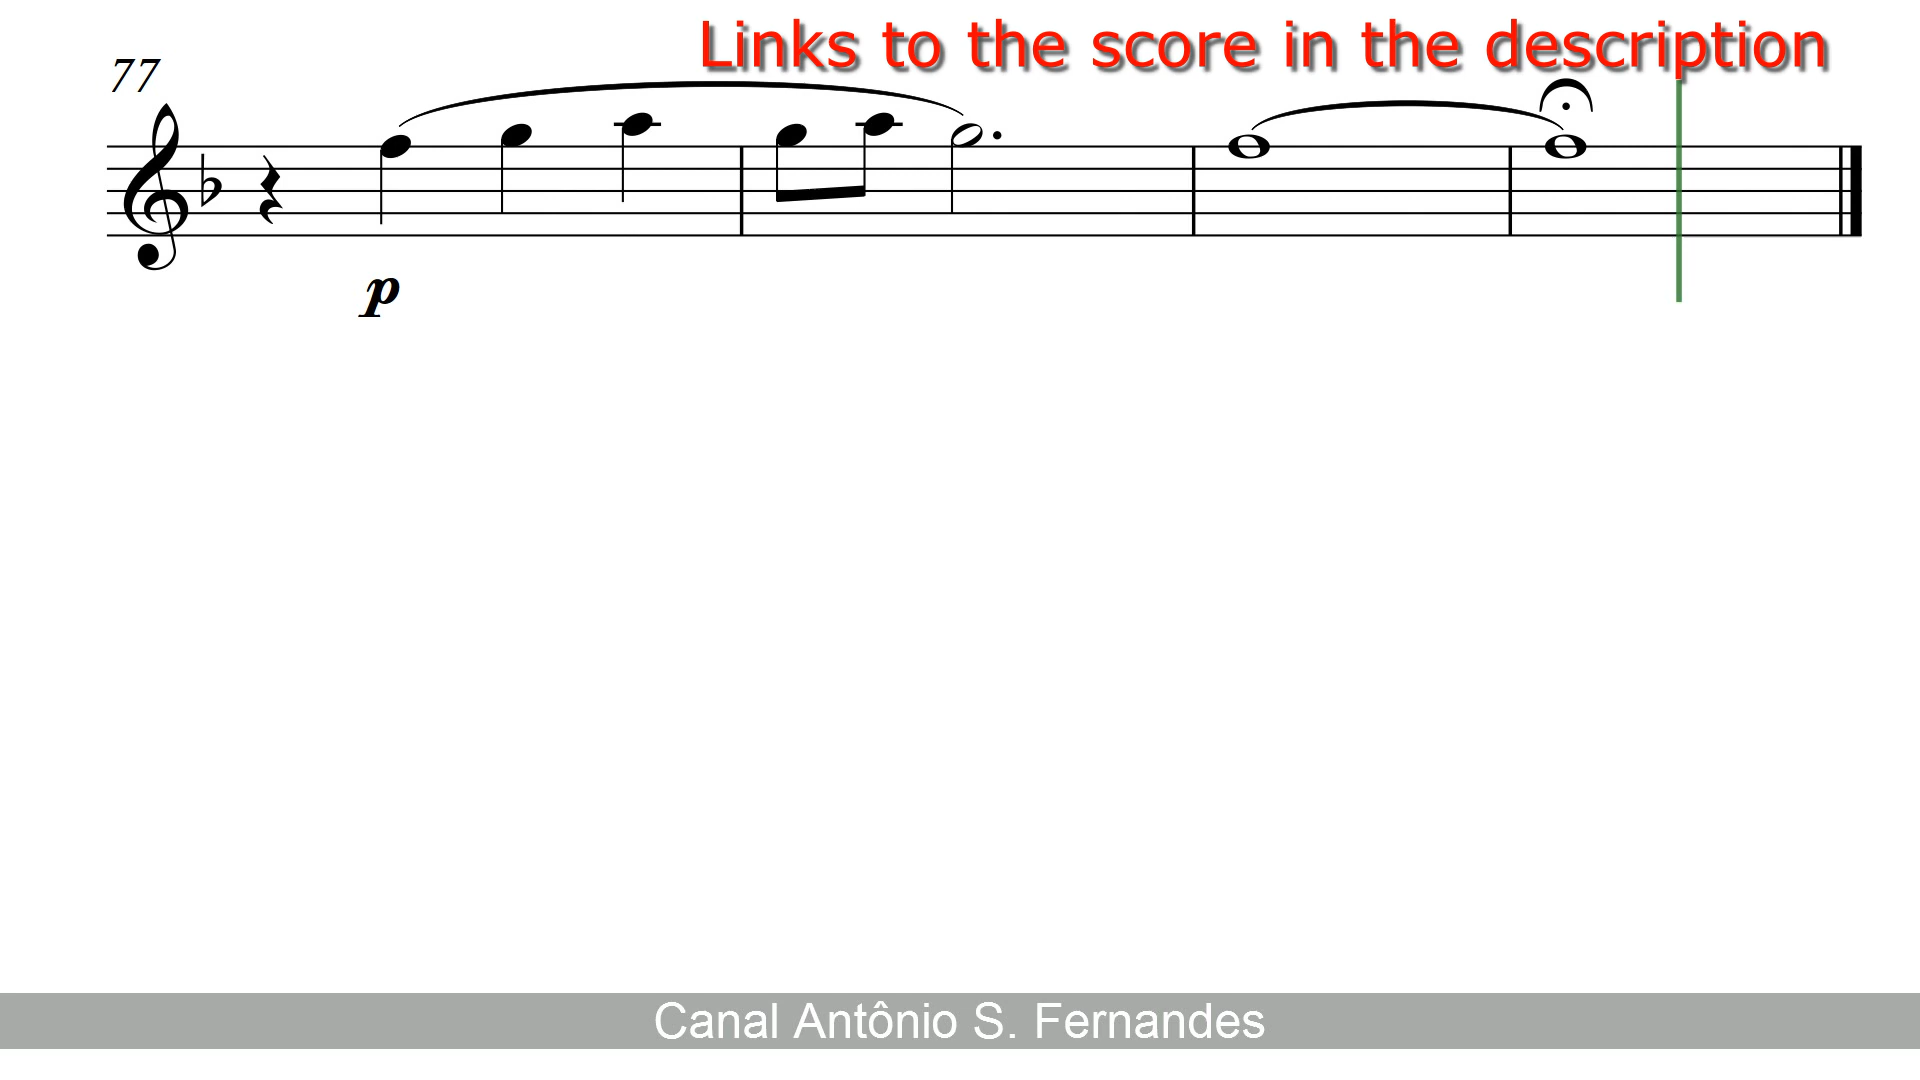 Links to the score in the description
77
p
Canal Antônio S. Fernandes